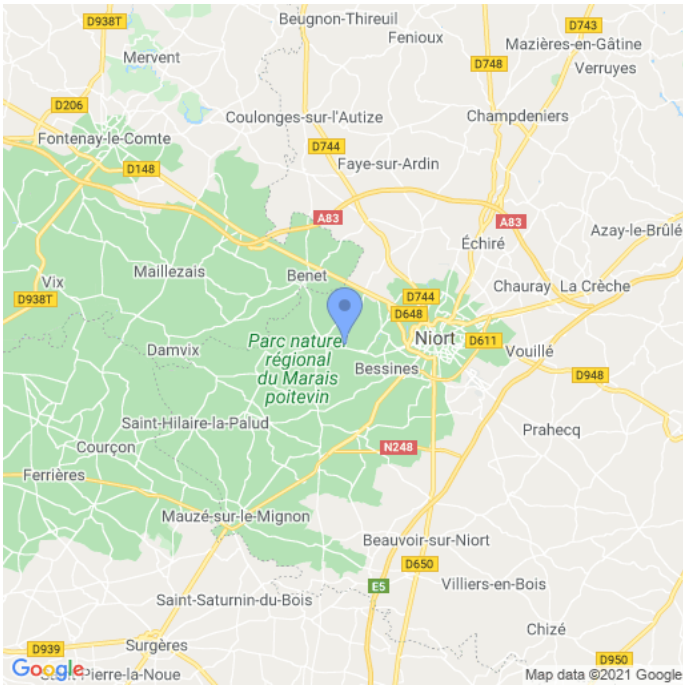 Beugnon-Thireuil
D938T
D743
Fenioux
Mazières-en-Gâtine
Mervent
D748
Verruyes
D206
Coulonges-sur-l'Autize
Champdeniers
Fontenay-le-Comte
D744
Faye-sur-Ardin
D148
A83
A83
Azay-le-Brûlé
Échiré
Maillezais
Benet
Vix
Chauray
La Crèche
D938T
D744
D648
Parc naturel
régional
du Marais
poitevin
Niort
D611
Damvix
Vouillé
Bessines
D948
Saint-Hilaire-la-Palud
Prahecq
Courçon
N248
Ferrières
Mauzé-sur-le-Mignon
Beauvoir-sur-Niort
D650
E5
Villiers-en-Bois
Saint-Saturnin-du-Bois
Chizé
D939
Surgères
D950
Google
Pierre-la-Noue
Map data ©2021 Google